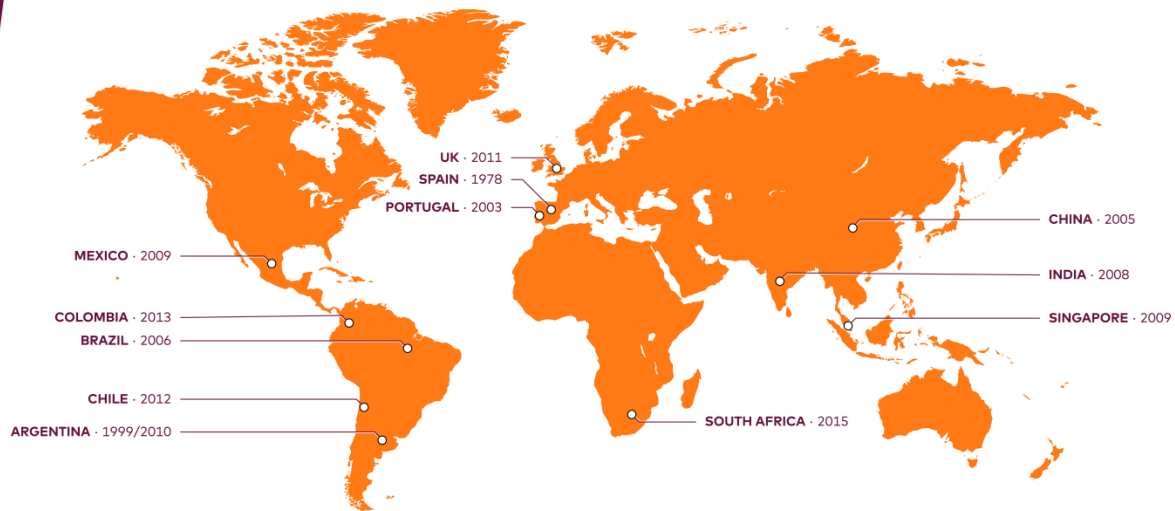 UK · 2011
SPAIN · 1978
PORTUGAL · 2003
CHINA · 2005
MEXICO · 2009
INDIA · 2008
COLOMBIA · 2013
SINGAPORE · 2009
BRAZIL · 2006
CHILE · 2012
SOUTH AFRICA · 2015
ARGENTINA · 1999/2010